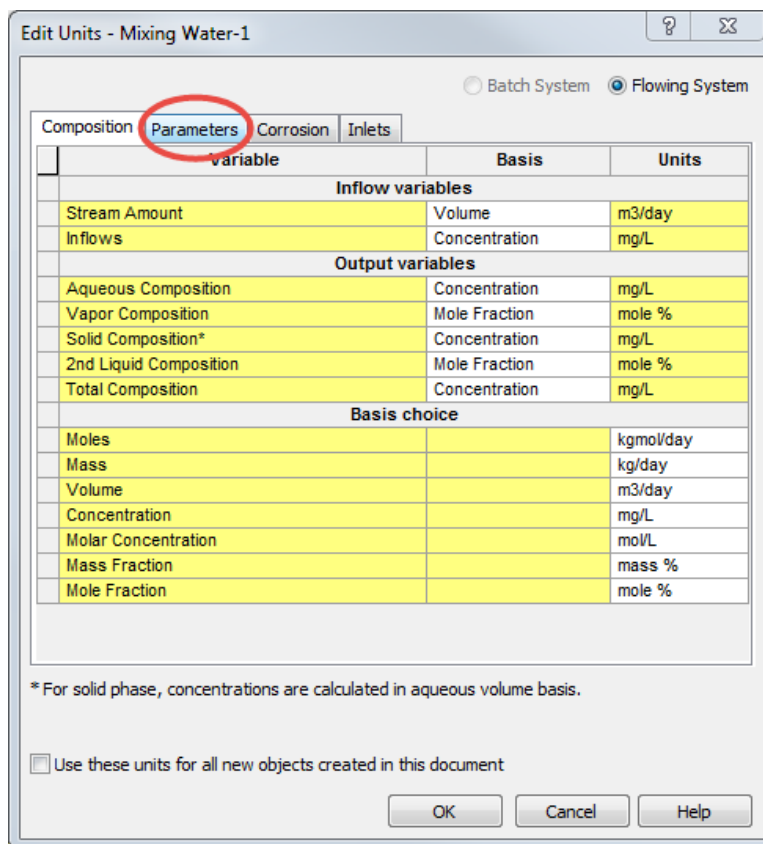 Edit Units - Mixing Water-1
Batch System Flowing System
Composition Parameters Corrosion Inlets
Variable Basis Units
Inflow variables
Stream Amount Volume m3/day
Inflows Concentration mg/L
Output variables
Aqueous Composition Concentration mg/L
Vapor Composition Mole Fraction mole %
Solid Composition* Concentration mg/L
2nd Liquid Composition Mole Fraction mole %
Total Composition Concentration mg/L
Basis choice
Moles kgmol/day
Mass kg/day
Volume m3/day
Concentration mg/L
Molar Concentration mol/L
Mass Fraction mass %
Mole Fraction mole %
* For solid phase, concentrations are calculated in aqueous volume basis.
Use these units for all new objects created in this document
OK Cancel Help